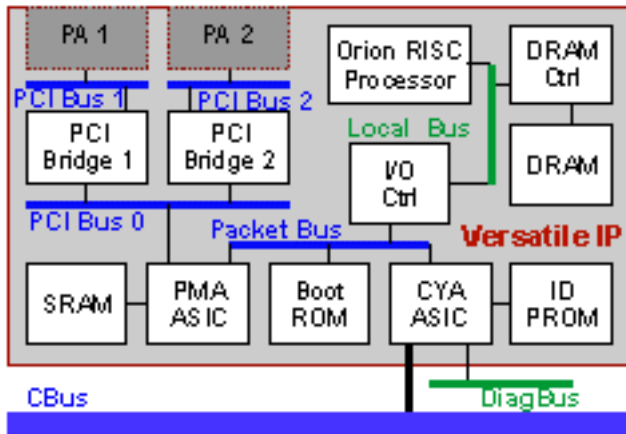 PA 1
PA 2
Orion RISC
Processor
DRAM
Ctrl
PCI Bus 1
PCI Bus 2
PCI
Bridge 1
PCI
Bridge 2
Local Bus
I/O
Ctrl
DRAM
PCI Bus 0
Packet Bus
Versatile IP
SRAM
PMA
ASIC
Boot
ROM
CYA
ASIC
ID
PROM
CBus
DiagBus